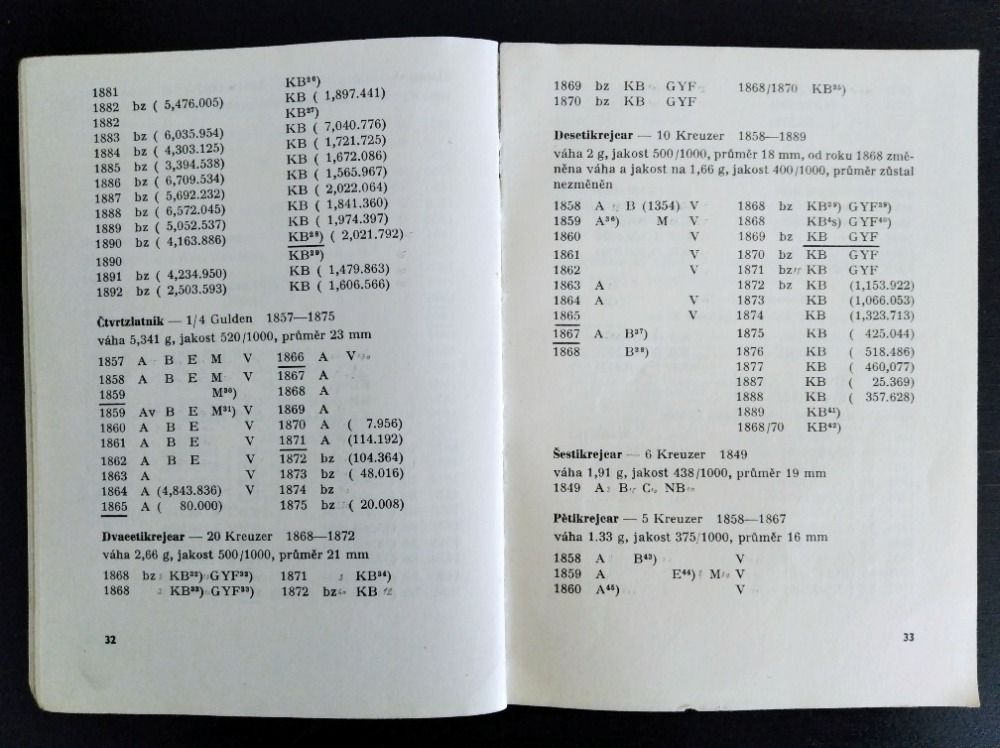 1881 KB²⁶)
1882 bz ( 5,476.005) KB ( 1,897.441)
1882 KB²⁷)
1883 bz ( 6,035.954) KB ( 7,040.776)
1884 bz ( 4,303.125) KB ( 1,721.725)
1885 bz ( 3,394.538) KB ( 1,672.086)
1886 bz ( 6,709.534) KB ( 1,565.967)
1887 bz ( 5,692.232) KB ( 2,022.064)
1888 bz ( 6,572.045) KB ( 1,841.360)
1889 bz ( 5,052.537) KB ( 1,974.397)
1890 bz ( 4,163.886) KB²⁸) ( 2,021.792)
1890 KB²⁹)
1891 bz ( 4,234.950) KB ( 1,479.863)
1892 bz ( 2,503.593) KB ( 1,606.566)
Čtvrtzlatník — 1/4 Gulden 1857—1875
váha 5,341 g, jakost 520/1000, průměr 23 mm
1857 A B E M V 1866 A V
1858 A B E M V 1867 A
1859 M³⁰) 1868 A
1859 Av B E M³¹) V 1869 A
1860 A B E V 1870 A ( 7.956)
1861 A B E V 1871 A (114.192)
1862 A B E V 1872 bz (104.364)
1863 A V 1873 bz ( 48.016)
1864 A (4,843.836) V 1874 bz
1865 A ( 80.000) 1875 bz ( 20.008)
Dvacetikrejcar — 20 Kreuzer 1868—1872
váha 2,66 g, jakost 500/1000, průměr 21 mm
1868 bz KB³²) GYF³²) 1871 KB³⁴)
1868 KB³³) GYF³³) 1872 bz KB 12
32
1869 bz KB GYF 1868/1870 KB³⁵)
1870 bz KB GYF
Desetikrejcar — 10 Kreuzer 1858—1889
váha 2 g, jakost 500/1000, průměr 18 mm, od roku 1868 změ-
něna váha a jakost na 1,66 g, jakost 400/1000, průměr zůstal
nezměněn
1858 A B (1354) V 1868 bz KB³⁹) GYF³⁹)
1859 A³⁶) M V 1868 KB⁴s) GYF⁴⁰)
1860 V 1869 bz KB GYF
1861 V 1870 bz KB GYF
1862 V 1871 bz KB GYF
1863 A 1872 bz KB (1,153.922)
1864 A V 1873 KB (1,066.053)
1865 V 1874 KB (1,323.713)
1867 A B³⁷) 1875 KB ( 425.044)
1868 B³⁸) 1876 KB ( 518.486)
1877 KB ( 460,077)
1887 KB ( 25.369)
1888 KB ( 357.628)
1889 KB⁴¹)
1868/70 KB⁴²)
Šestikrejcar — 6 Kreuzer 1849
váha 1,91 g, jakost 438/1000, průměr 19 mm
1849 A B C NB
Pětikrejcar — 5 Kreuzer 1858—1867
váha 1.33 g, jakost 375/1000, průměr 16 mm
1858 A B⁴³) V
1859 A E⁴⁴) M V
1860 A⁴⁵) V
33